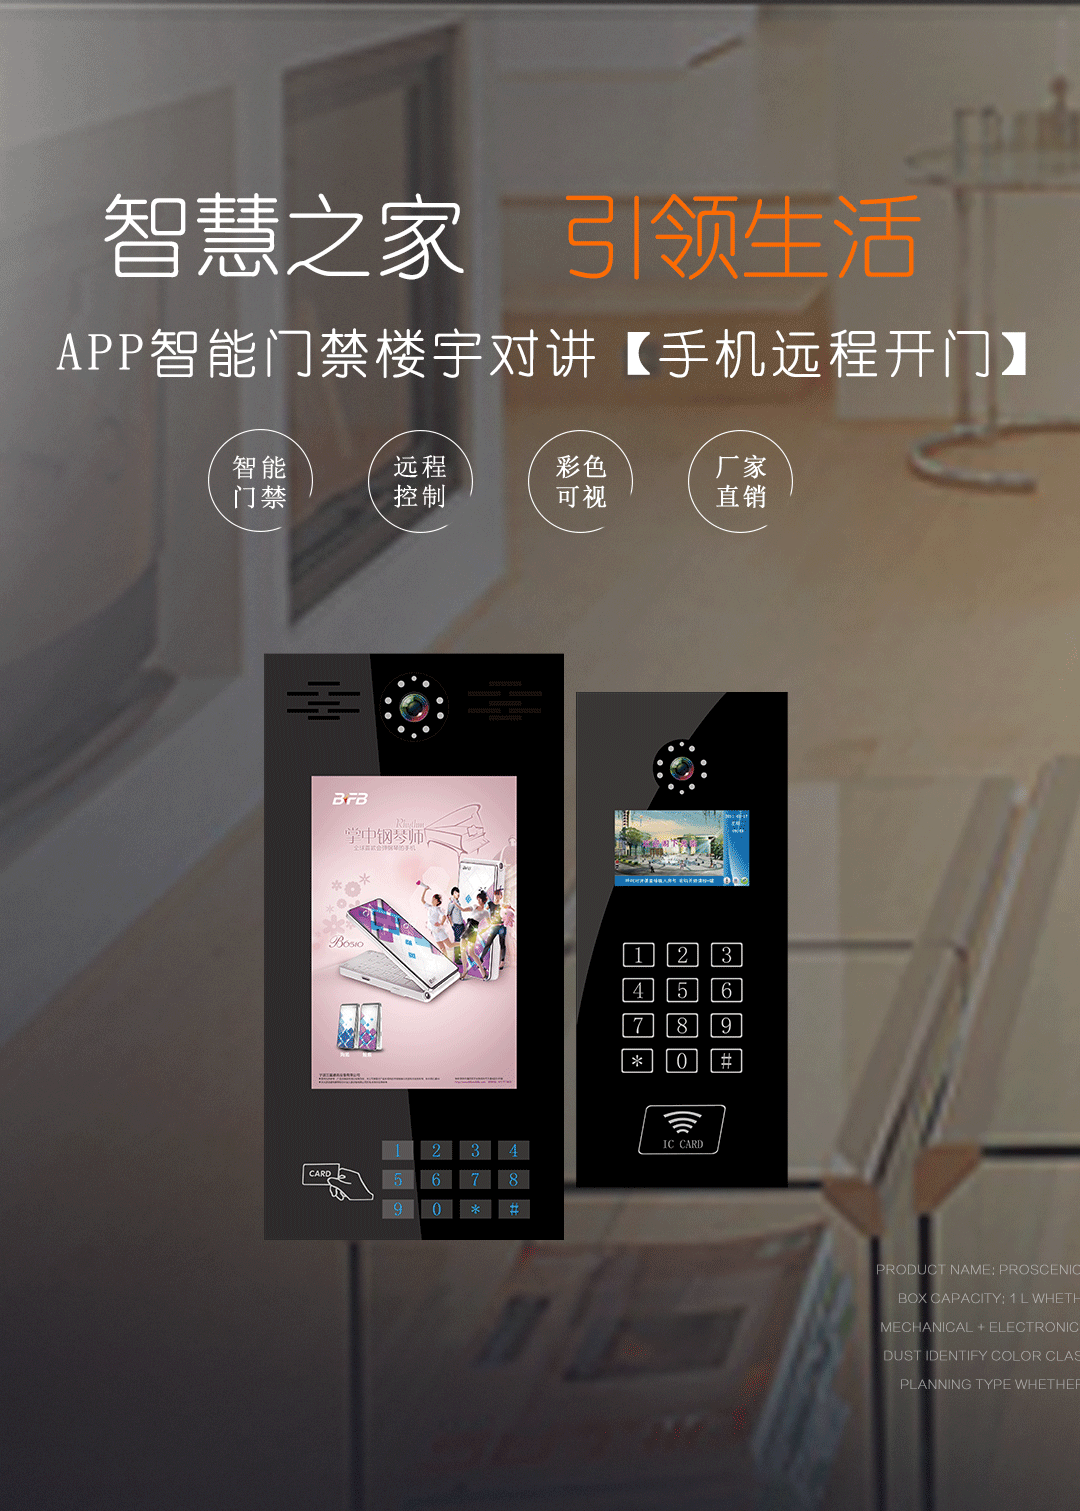 智慧之家 引领生活
APP智能门禁楼宇对讲【手机远程开门】
智能
门禁
远程
控制
彩色
可视
厂家
直销
BFB
掌中钢琴师
Bosio
CARD
1 2 3 4
5 6 7 8
9 0 * #
1 2 3
4 5 6
7 8 9
* 0 #
IC CARD
PRODUCT NAME; PROSCENIC
BOX CAPACITY; 1 L WHETH
MECHANICAL + ELECTRONIC
DUST IDENTIFY COLOR CLAS
PLANNING TYPE WHETHER